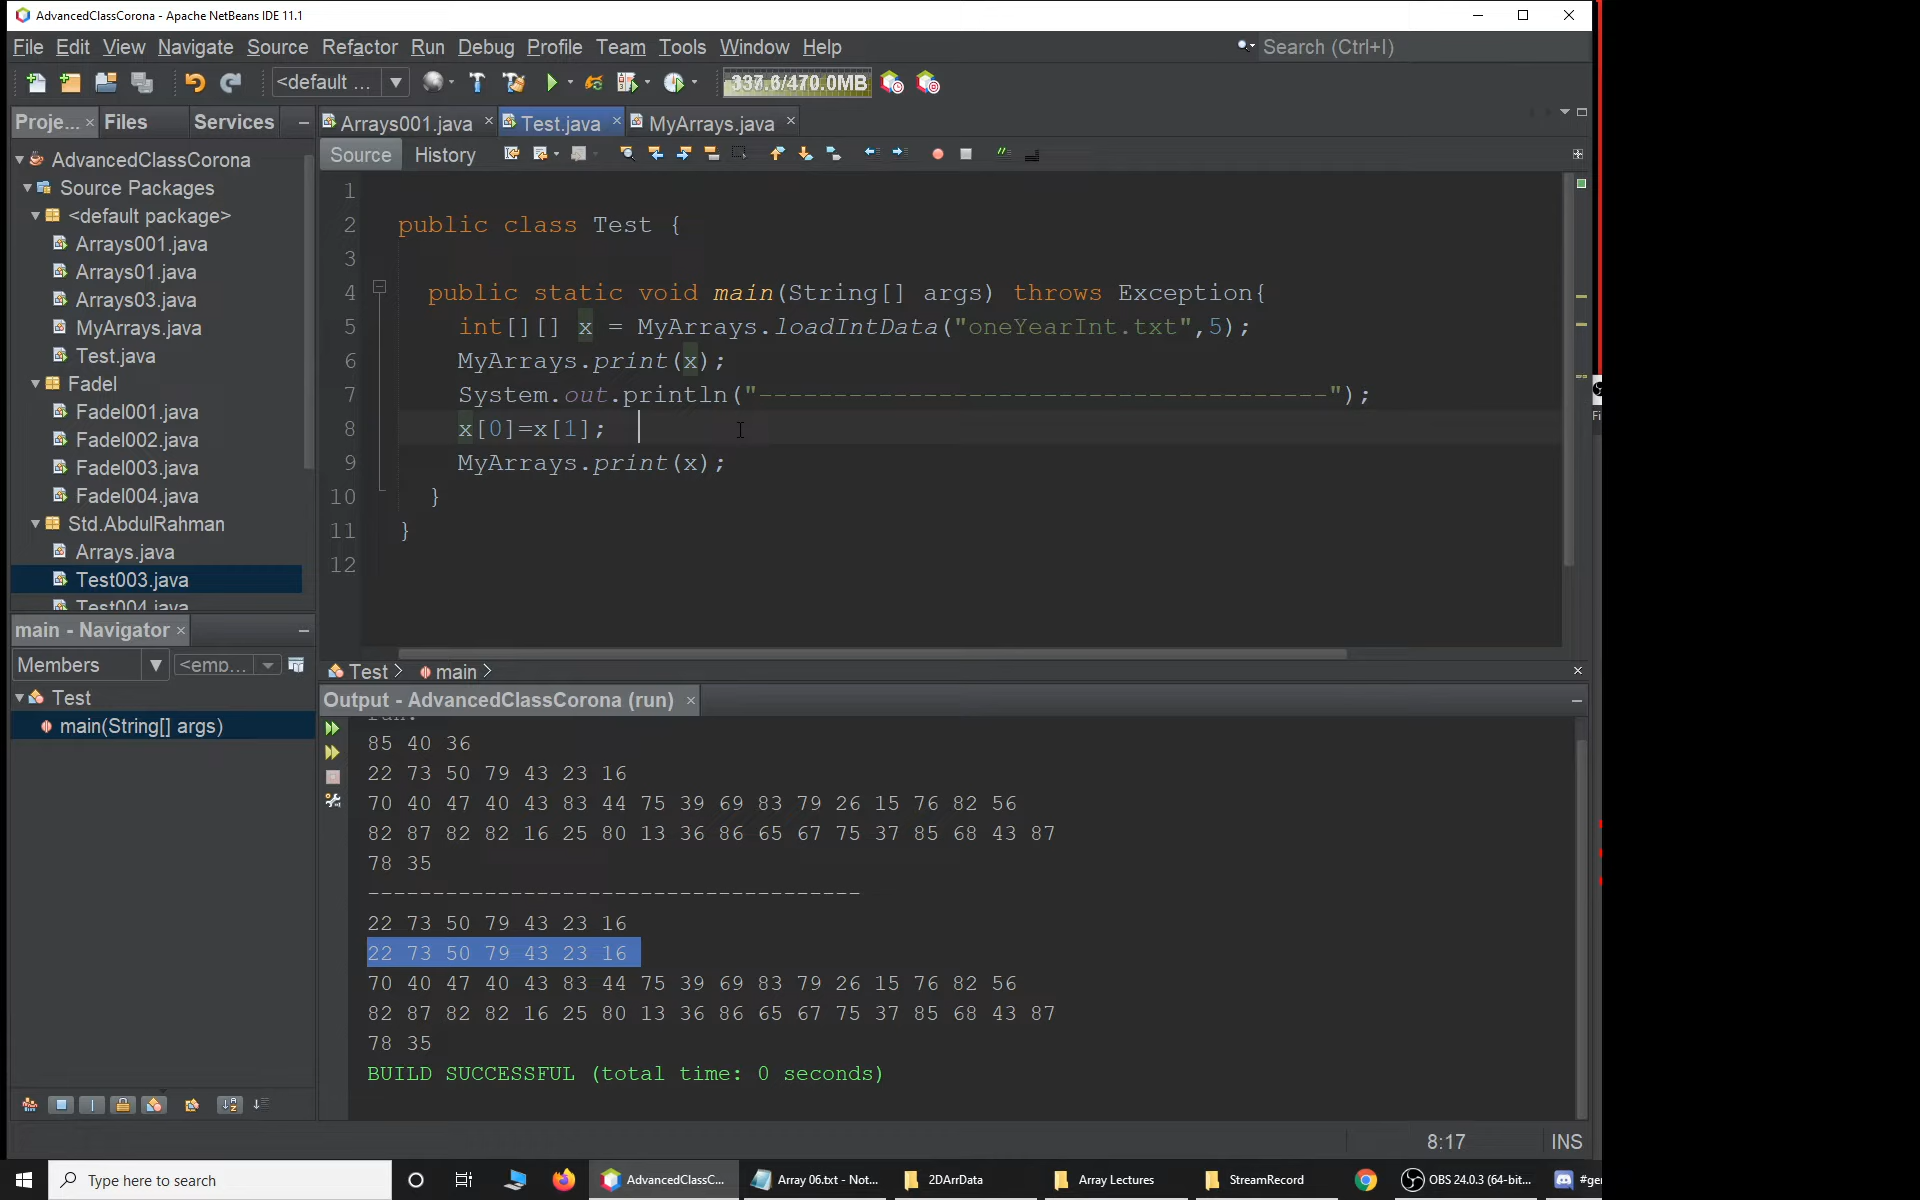 AdvancedClassCorona - Apache NetBeans IDE 11.1
File Edit View Navigate Source Refactor Run Debug Profile Team Tools Window Help
Search (Ctrl+I)
<default ...
337.6/470.0MB
Proje... Files Services
Arrays001.java Test.java MyArrays.java
Source History
AdvancedClassCorona
Source Packages
<default package>
Arrays001.java
Arrays01.java
Arrays03.java
MyArrays.java
Test.java
Fadel
Fadel001.java
Fadel002.java
Fadel003.java
Fadel004.java
Std.AbdulRahman
Arrays.java
Test003.java
Test004.java
1
2 public class Test {
3
4 public static void main(String[] args) throws Exception{
5 int[][] x = MyArrays.loadIntData("oneYearInt.txt",5);
6 MyArrays.print(x);
7 System.out.println("--------------------------------------");
8 x[0]=x[1];
9 MyArrays.print(x);
10 }
11 }
12
main - Navigator
Members <emp...
Test
main(String[] args)
Test main
Output - AdvancedClassCorona (run)
run:
85 40 36
22 73 50 79 43 23 16
70 40 47 40 43 83 44 75 39 69 83 79 26 15 76 82 56
82 87 82 82 16 25 80 13 36 86 65 67 75 37 85 68 43 87
78 35
--------------------------------------
22 73 50 79 43 23 16
22 73 50 79 43 23 16
70 40 47 40 43 83 44 75 39 69 83 79 26 15 76 82 56
82 87 82 82 16 25 80 13 36 86 65 67 75 37 85 68 43 87
78 35
BUILD SUCCESSFUL (total time: 0 seconds)
8:17 INS
Type here to search
AdvancedClassC... Array 06.txt - Not... 2DArrData Array Lectures StreamRecord OBS 24.0.3 (64-bit... #ge
Fi